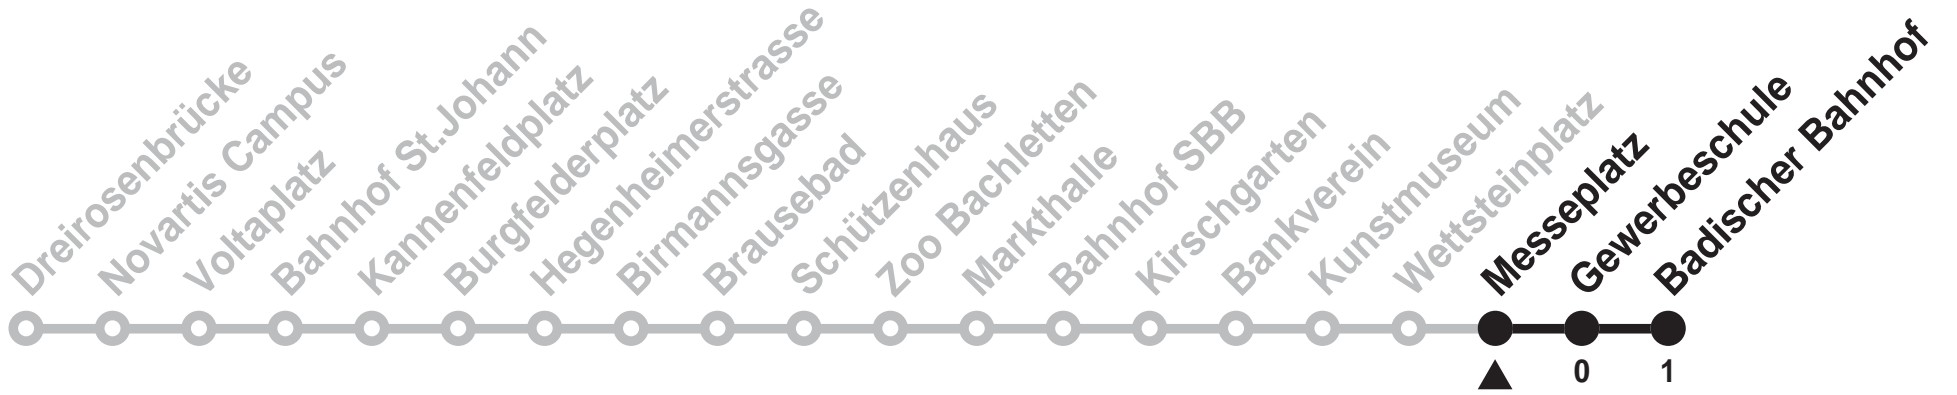 Dreirosenbrücke
Novartis Campus
Voltaplatz
Bahnhof St.Johann
Kannenfeldplatz
Burgfelderplatz
Hegenheimerstrasse
Birmannsgasse
Brausebad
Schützenhaus
Zoo Bachletten
Markthalle
Bahnhof SBB
Kirschgarten
Bankverein
Kunstmuseum
Wettsteinplatz
Messeplatz
Gewerbeschule
Badischer Bahnhof
0
1